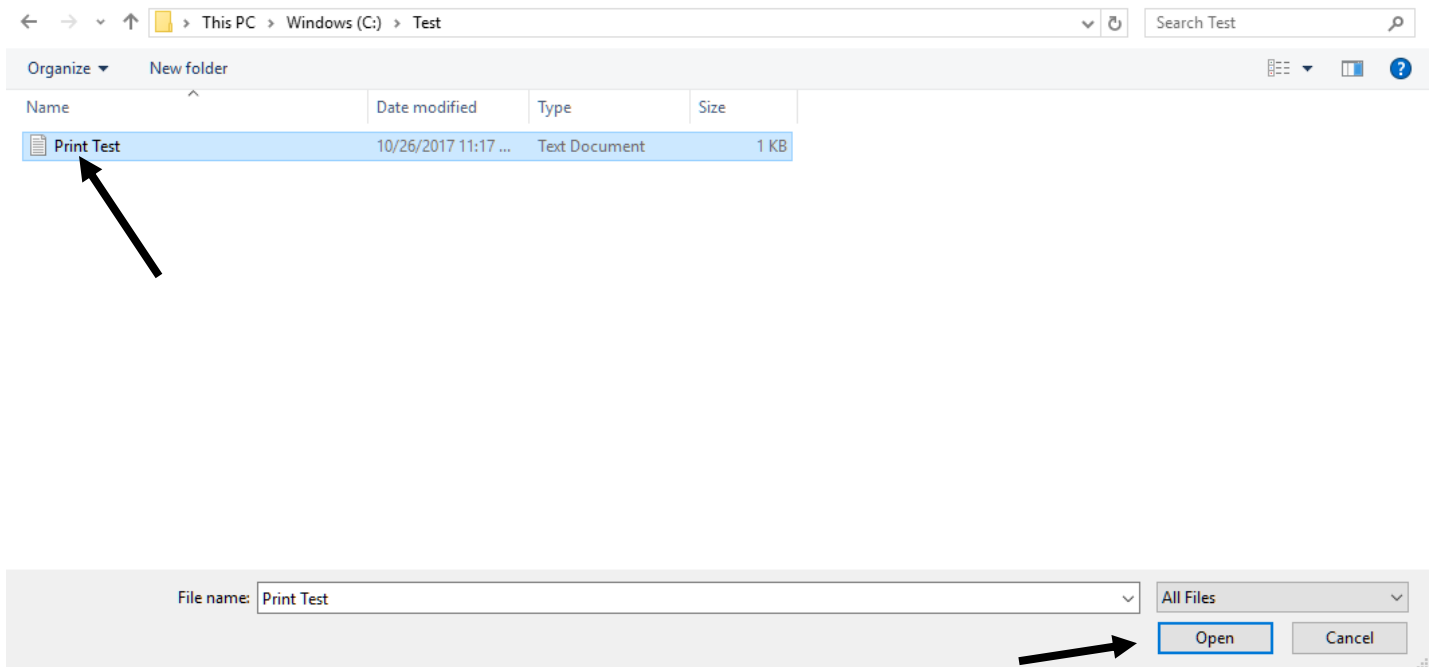 This PC > Windows (C:) > Test Search Test
Organize New folder ?
Name Date modified Type Size
Print Test 10/26/2017 11:17 ... Text Document 1 KB
File name: Print Test All Files
Open Cancel